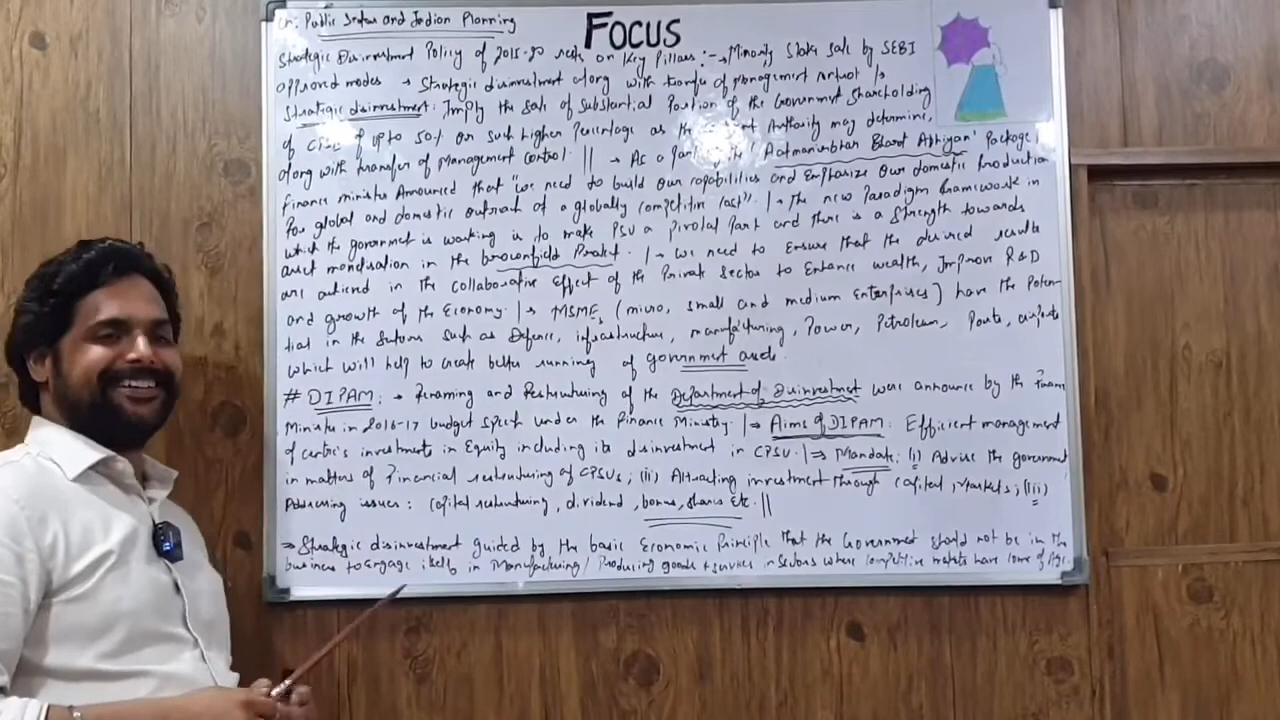 Ch: Public Sector and Indian Planning
FOCUS
Strategic Disinvestment Policy of 2015-20 rests on Key Pillars:- → Minority Stake sale by SEBI
approved modes → Strategic disinvestment along with transfer of management
Strategic disinvestment: Imply the sale of substantial Portion of the Government shareholding
of of upto 50% or such higher Percentage as the Authority may determine,
along with transfer of Management Control. || → As a Part of the 'Aatmanirbhar Bharat Abhiyan' Package,
finance minister Announced that "we need to build our capabilities and Emphasize our domestic Production
for global and domestic of a globally competitive". | → The new Paradigm framework in
which the government is working is to make PSU a pivotal Part and there is a Strength towards
asset monetisation in the brownfield. | → We need to Ensure that the desired results
are achieved in the collaborative Effect of the Private Sector to Enhance wealth, Improve R&D
and growth of the Economy. | → MSMEs (micro, small and medium Enterprises) have the Poten-
tial in the Sectors such as Defence, infrastructure, manufacturing, Power, Petroleum, Ports, airports
which will help to create better running of government
# DIPAM: → Renaming and Restructuring of the Department of Disinvestment were announce by the Finance
Minister in 2016-17 budget speech under the Finance Ministry. | → Aims of DIPAM: Efficient management
of centre's investments in Equity including its disinvestment in CPSU. | → Mandate: (i) Advise the government
in matters of Financial restructuring of CPSUs; (ii) Attracting investment through Capital Markets; (iii)
Addressing issues: Capital restructuring, dividend, bonus, shares Etc. ||
→ Strategic disinvestment guided by the basic Economic Principle that the Government should not be in the
business to engage itself in Manufacturing/Producing goods + services in Sectors where competitive markets have come of Age.